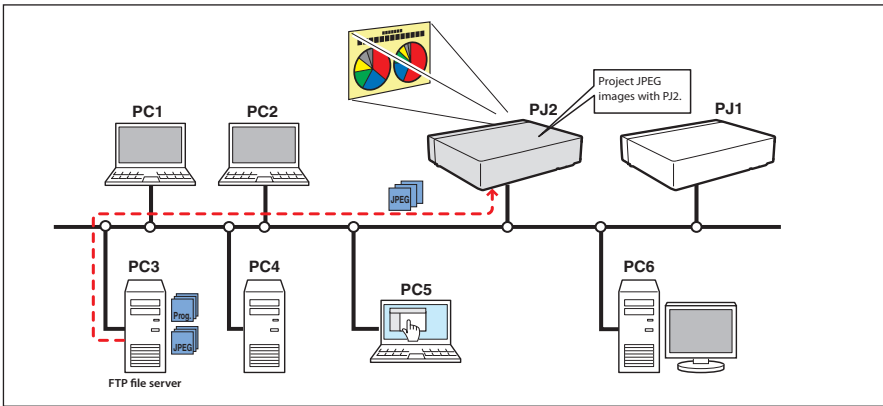 Project JPEG
images with PJ2.
PJ2
PJ1
PC1
PC2
JPEG
PC3
PC4
PC5
PC6
Prog.
JPEG
FTP file server